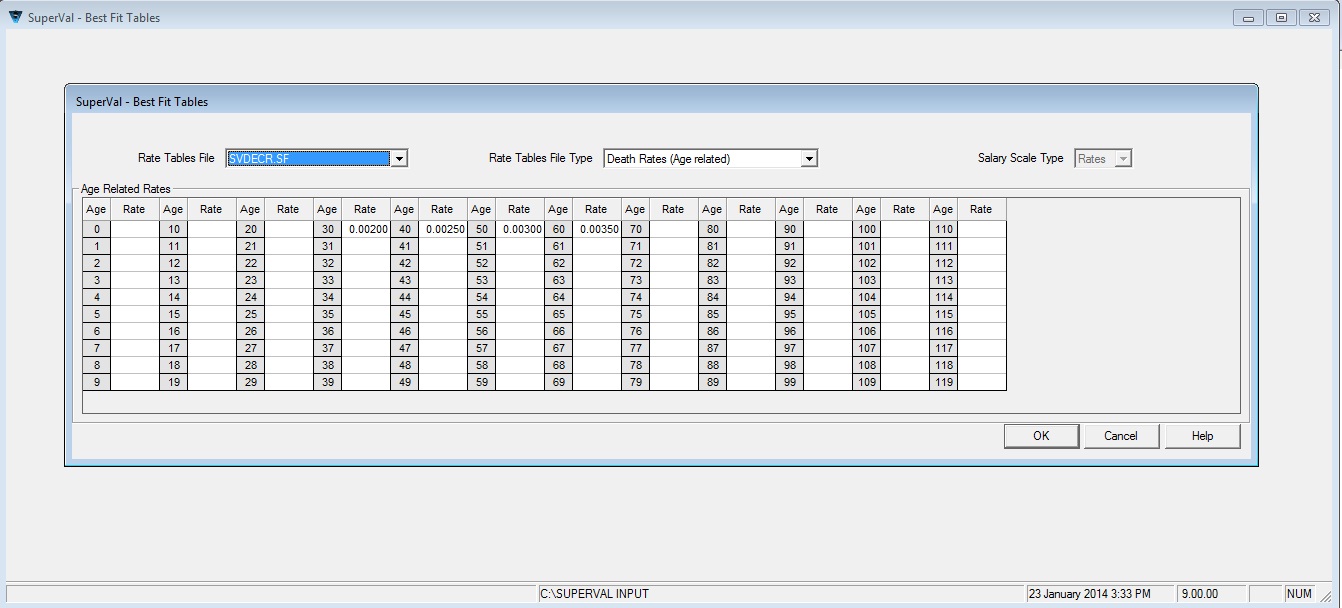 SuperVal - Best Fit Tables
SuperVal - Best Fit Tables
Rate Tables File SVDECR.SF Rate Tables File Type Death Rates (Age related) Salary Scale Type Rates
Age Related Rates
Age Rate Age Rate Age Rate Age Rate Age Rate Age Rate Age Rate Age Rate Age Rate Age Rate Age Rate Age Rate
0 10 20 30 0.00200 40 0.00250 50 0.00300 60 0.00350 70 80 90 100 110
1 11 21 31 41 51 61 71 81 91 101 111
2 12 22 32 42 52 62 72 82 92 102 112
3 13 23 33 43 53 63 73 83 93 103 113
4 14 24 34 44 54 64 74 84 94 104 114
5 15 25 35 45 55 65 75 85 95 105 115
6 16 26 36 46 56 66 76 86 96 106 116
7 17 27 37 47 57 67 77 87 97 107 117
8 18 28 38 48 58 68 78 88 98 108 118
9 19 29 39 49 59 69 79 89 99 109 119
OK Cancel Help
C:\SUPERVAL INPUT 23 January 2014 3:33 PM 9.00.00 NUM